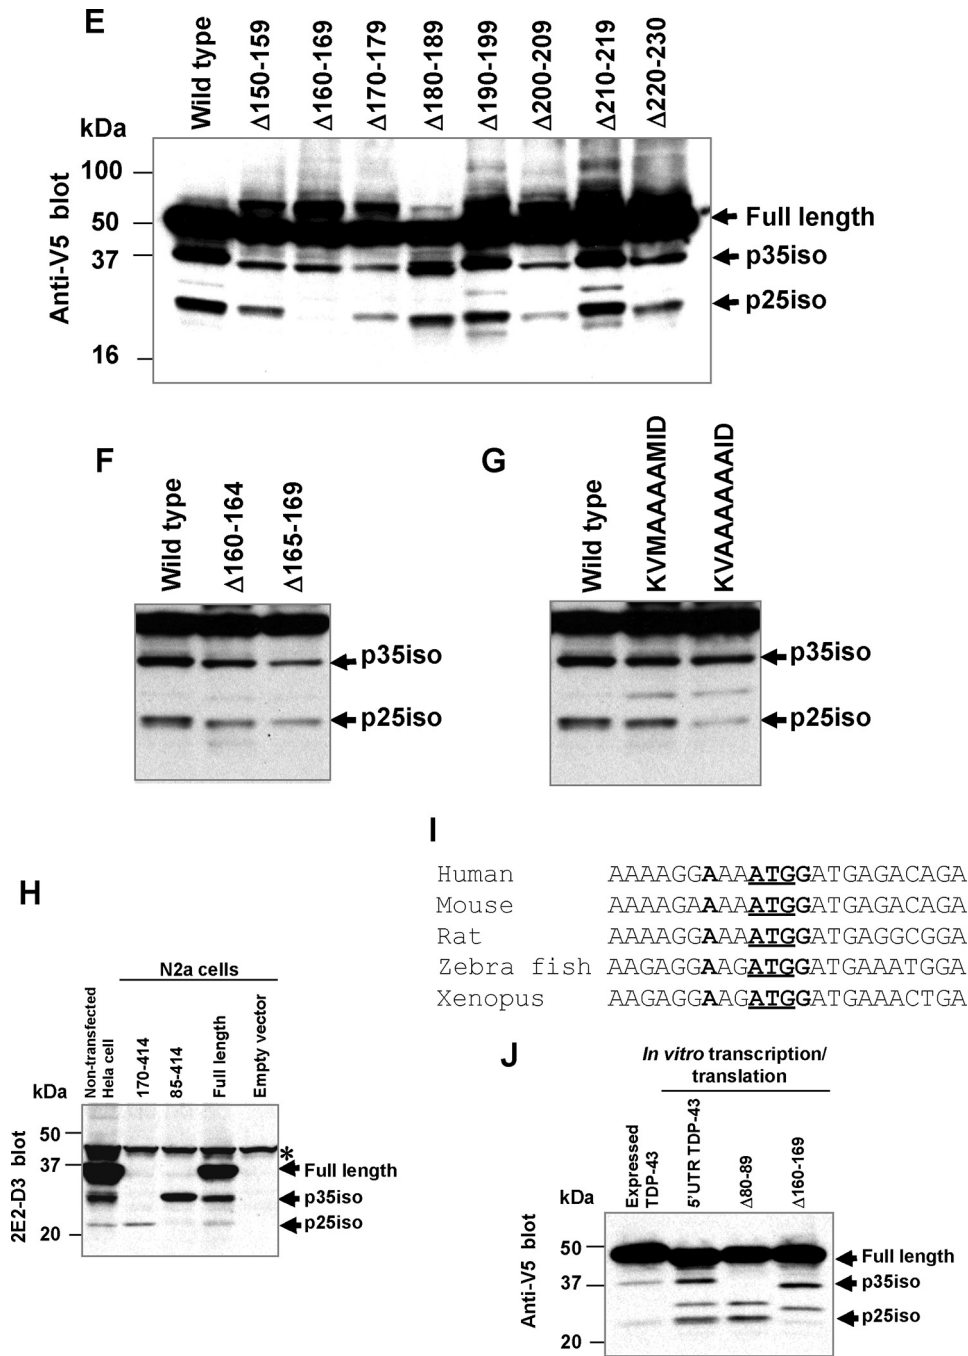 E
Wild type
Δ150-159
Δ160-169
Δ170-179
Δ180-189
Δ190-199
Δ200-209
Δ210-219
Δ220-230
kDa
100
50
37
16
Anti-V5 blot
Full length
p35iso
p25iso
F
Wild type
Δ160-164
Δ165-169
p35iso
p25iso
G
Wild type
KVMAAAAMID
KVAAAAAAID
p35iso
p25iso
H
N2a cells
Non-transfected
Hela cell
170-414
85-414
Full length
Empty vector
kDa
50
37
20
2E2-D3 blot
*
Full length
p35iso
p25iso
I
Human AAAAGGAAAATGGATGAGACAGA
Mouse AAAAGAAAAATGGATGAGACAGA
Rat AAAAGGAAAATGGATGAGGCGGA
Zebra fish AAGAGGAAGATGGATGAAATGGA
Xenopus AAGAGGAAGATGGATGAAACTGA
J
In vitro transcription/
translation
Expressed
TDP-43
5'UTR TDP-43
Δ80-89
Δ160-169
kDa
50
37
20
Anti-V5 blot
Full length
p35iso
p25iso